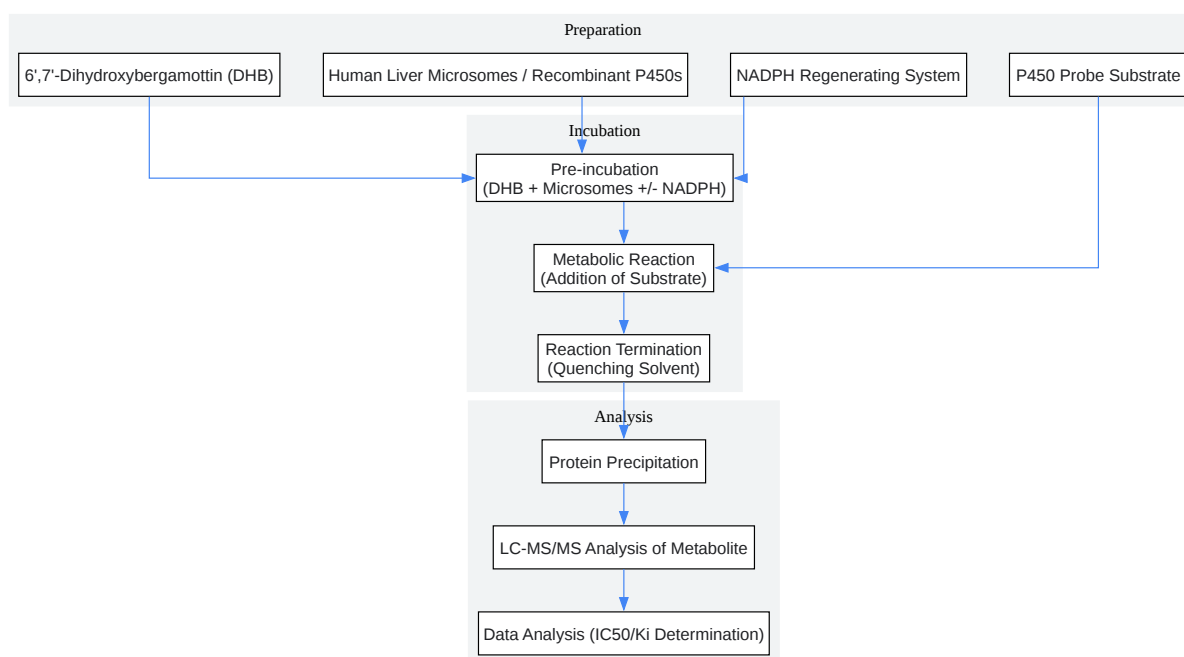 Preparation
6',7'-Dihydroxybergamottin (DHB)
Human Liver Microsomes / Recombinant P450s
NADPH Regenerating System
P450 Probe Substrate
Incubation
Pre-incubation
(DHB + Microsomes +/- NADPH)
Metabolic Reaction
(Addition of Substrate)
Reaction Termination
(Quenching Solvent)
Analysis
Protein Precipitation
LC-MS/MS Analysis of Metabolite
Data Analysis (IC50/Ki Determination)